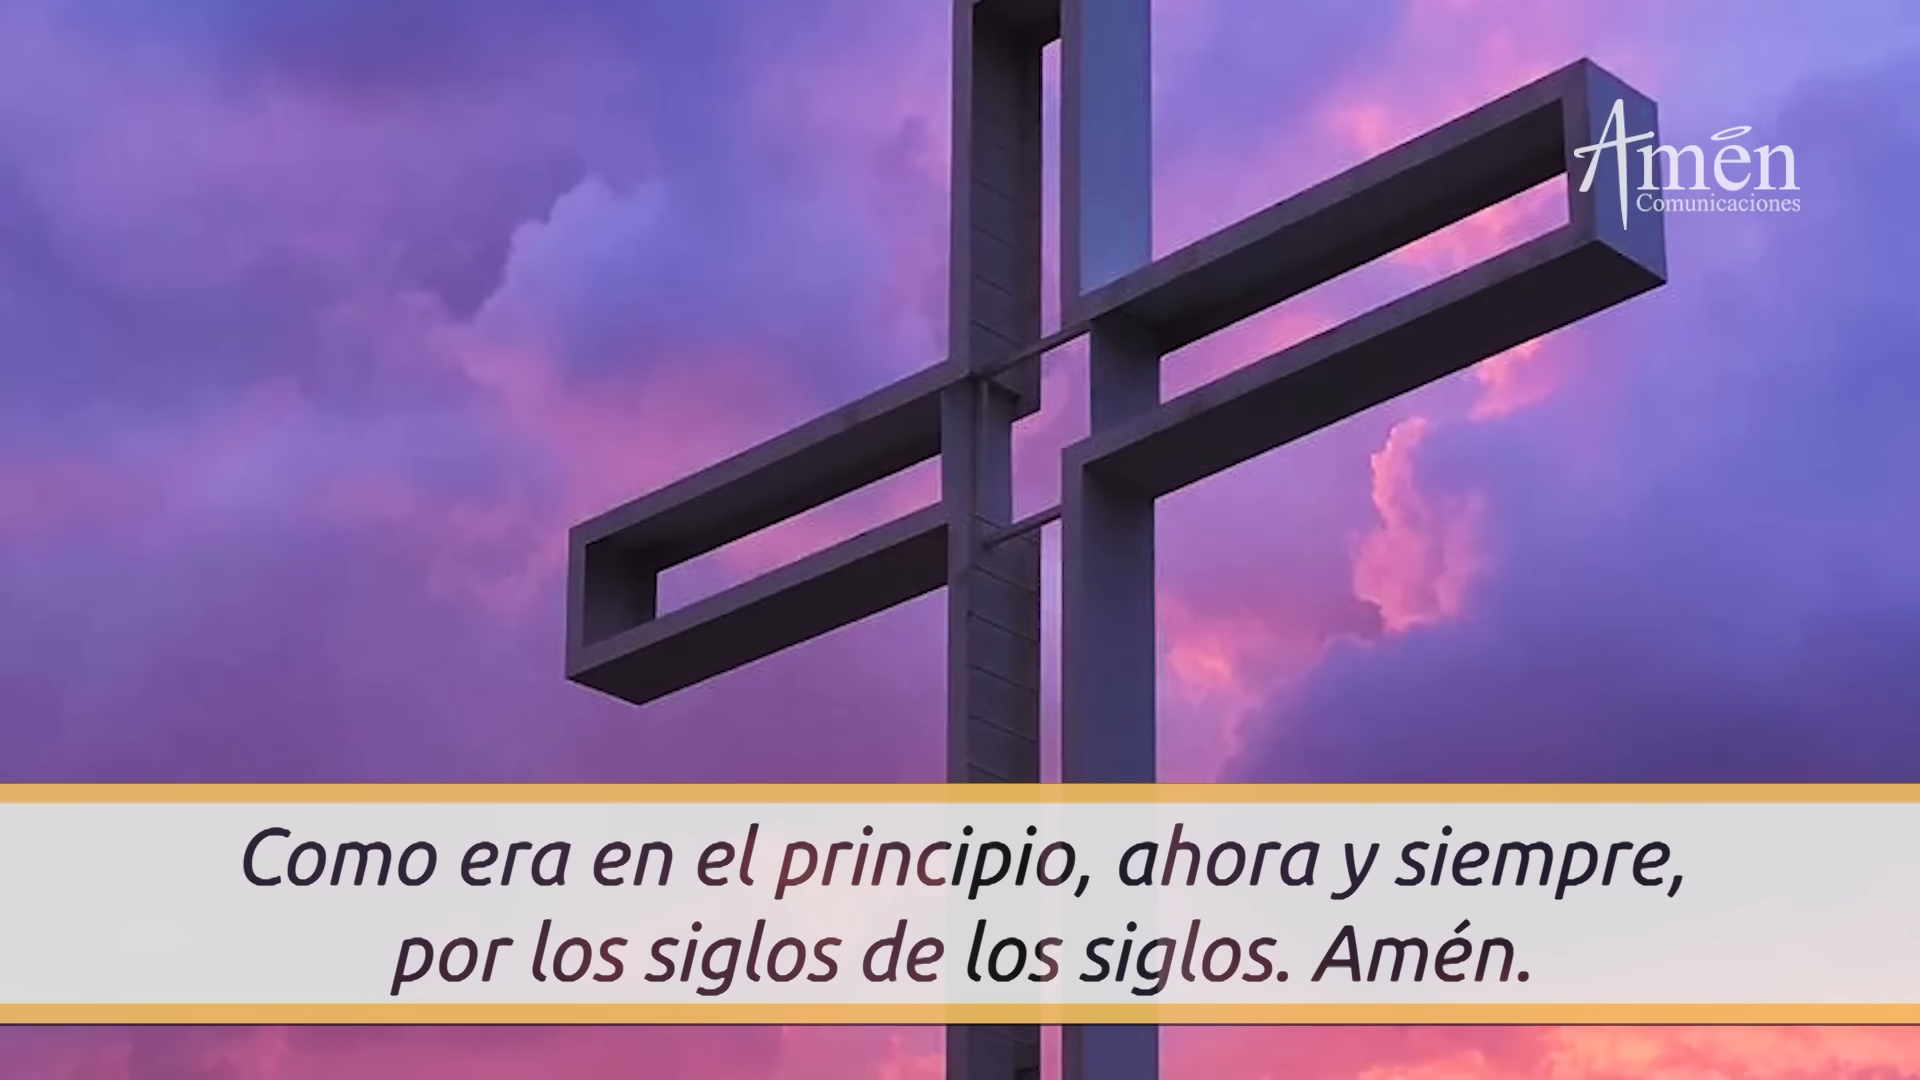 Amén
Comunicaciones
Como era en el principio, ahora y siempre,
por los siglos de los siglos. Amén.